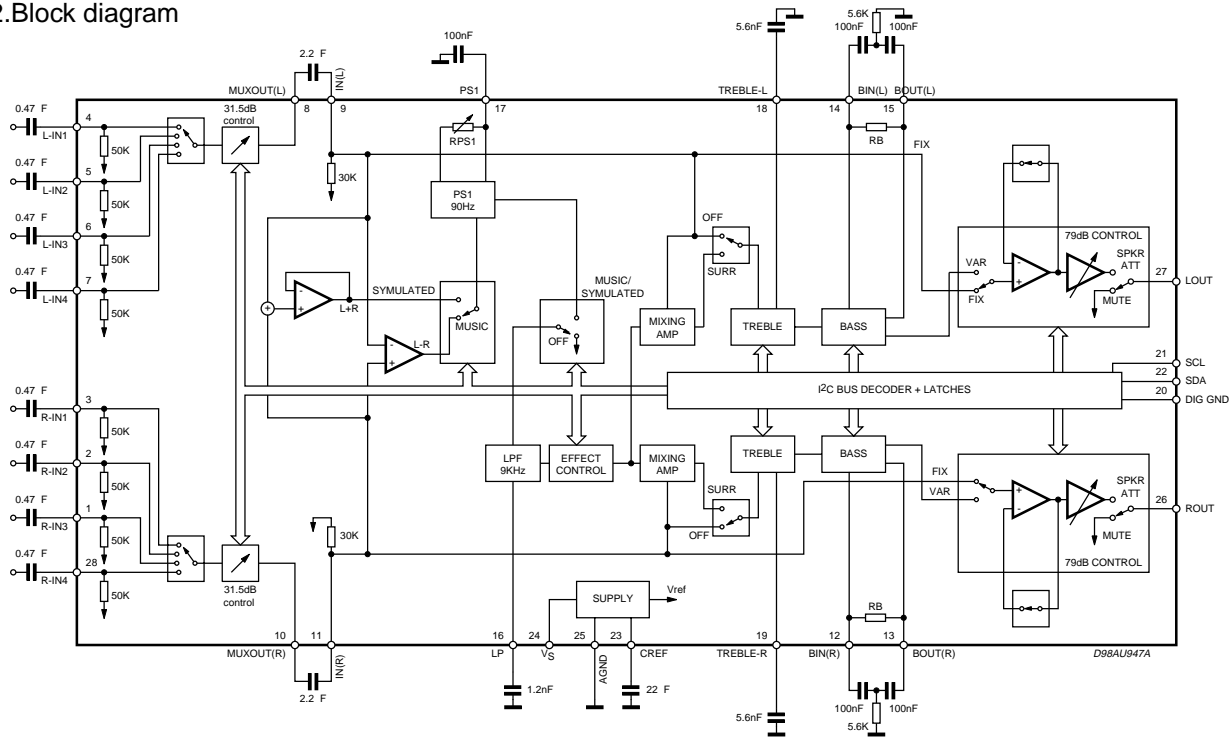 2.Block diagram
5.6nF
5.6K
100nF
100nF
100nF
2.2 F
MUXOUT(L)
IN(L)
PS1
TREBLE-L
BIN(L)
BOUT(L)
8
9
17
18
14
15
0.47 F
L-IN1
4
50K
31.5dB
control
RPS1
RB
FIX
0.47 F
L-IN2
5
50K
30K
PS1
90Hz
0.47 F
L-IN3
6
50K
OFF
SURR
79dB CONTROL
0.47 F
L-IN4
7
50K
SYMULATED
L+R
-
+
MUSIC
MUSIC/
SYMULATED
OFF
MIXING
AMP
TREBLE
BASS
VAR
FIX
-
+
SPKR
ATT
MUTE
27
LOUT
+
L-R
-
+
I2C BUS DECODER + LATCHES
21
SCL
22
SDA
20
DIG GND
0.47 F
R-IN1
3
50K
0.47 F
R-IN2
2
50K
LPF
9KHz
EFFECT
CONTROL
MIXING
AMP
TREBLE
BASS
FIX
VAR
SURR
OFF
+
-
SPKR
ATT
MUTE
26
ROUT
79dB CONTROL
0.47 F
R-IN3
1
50K
30K
0.47 F
R-IN4
28
50K
31.5dB
control
SUPPLY
Vref
RB
10
11
16
24
25
23
19
12
13
MUXOUT(R)
IN(R)
LP
VS
AGND
CREF
TREBLE-R
BIN(R)
BOUT(R)
D98AU947A
2.2 F
1.2nF
22 F
5.6nF
100nF
100nF
5.6K